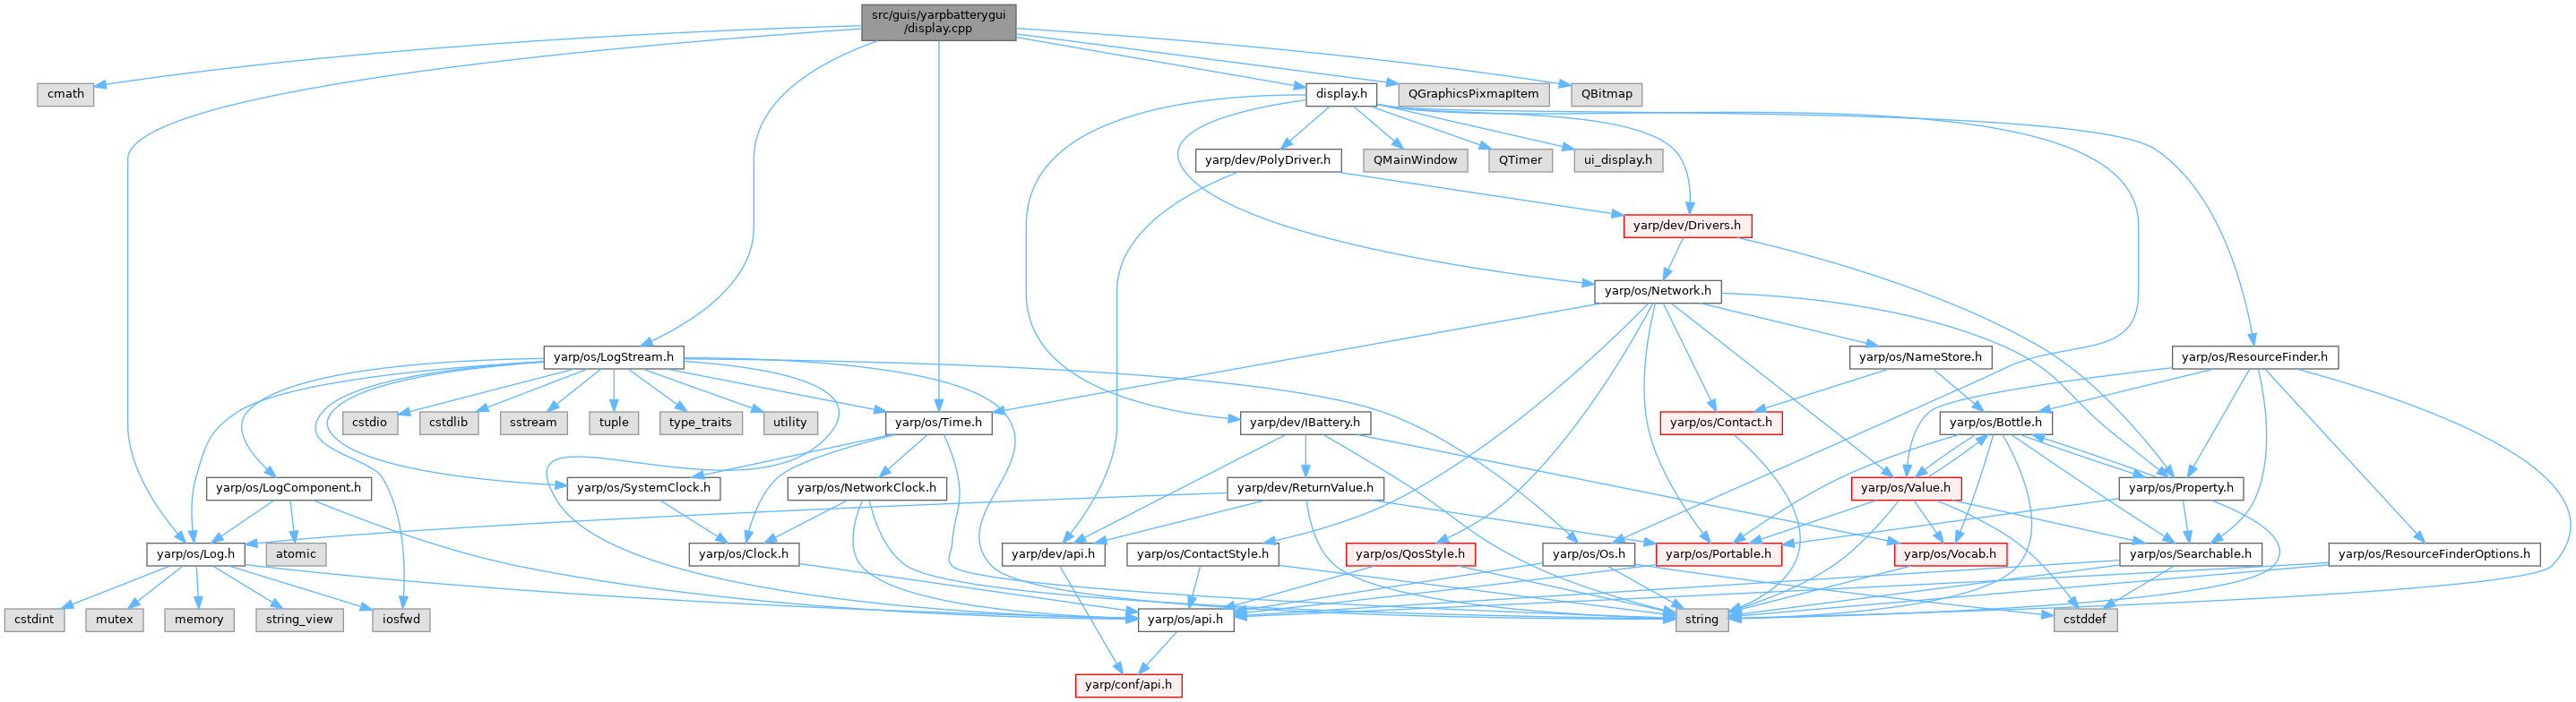 src/guis/yarpbatterygui
/display.cpp
cmath
display.h
QGraphicsPixmapItem
QBitmap
yarp/dev/PolyDriver.h
QMainWindow
QTimer
ui_display.h
yarp/dev/Drivers.h
yarp/os/Network.h
yarp/os/LogStream.h
yarp/os/NameStore.h
yarp/os/ResourceFinder.h
cstdio
cstdlib
sstream
tuple
type_traits
utility
yarp/os/Time.h
yarp/dev/IBattery.h
yarp/os/Contact.h
yarp/os/Bottle.h
yarp/os/LogComponent.h
yarp/os/SystemClock.h
yarp/os/NetworkClock.h
yarp/dev/ReturnValue.h
yarp/os/Value.h
yarp/os/Property.h
yarp/os/Log.h
atomic
yarp/os/Clock.h
yarp/dev/api.h
yarp/os/ContactStyle.h
yarp/os/QosStyle.h
yarp/os/Os.h
yarp/os/Portable.h
yarp/os/Vocab.h
yarp/os/Searchable.h
yarp/os/ResourceFinderOptions.h
cstdint
mutex
memory
string_view
iosfwd
yarp/os/api.h
string
cstddef
yarp/conf/api.h